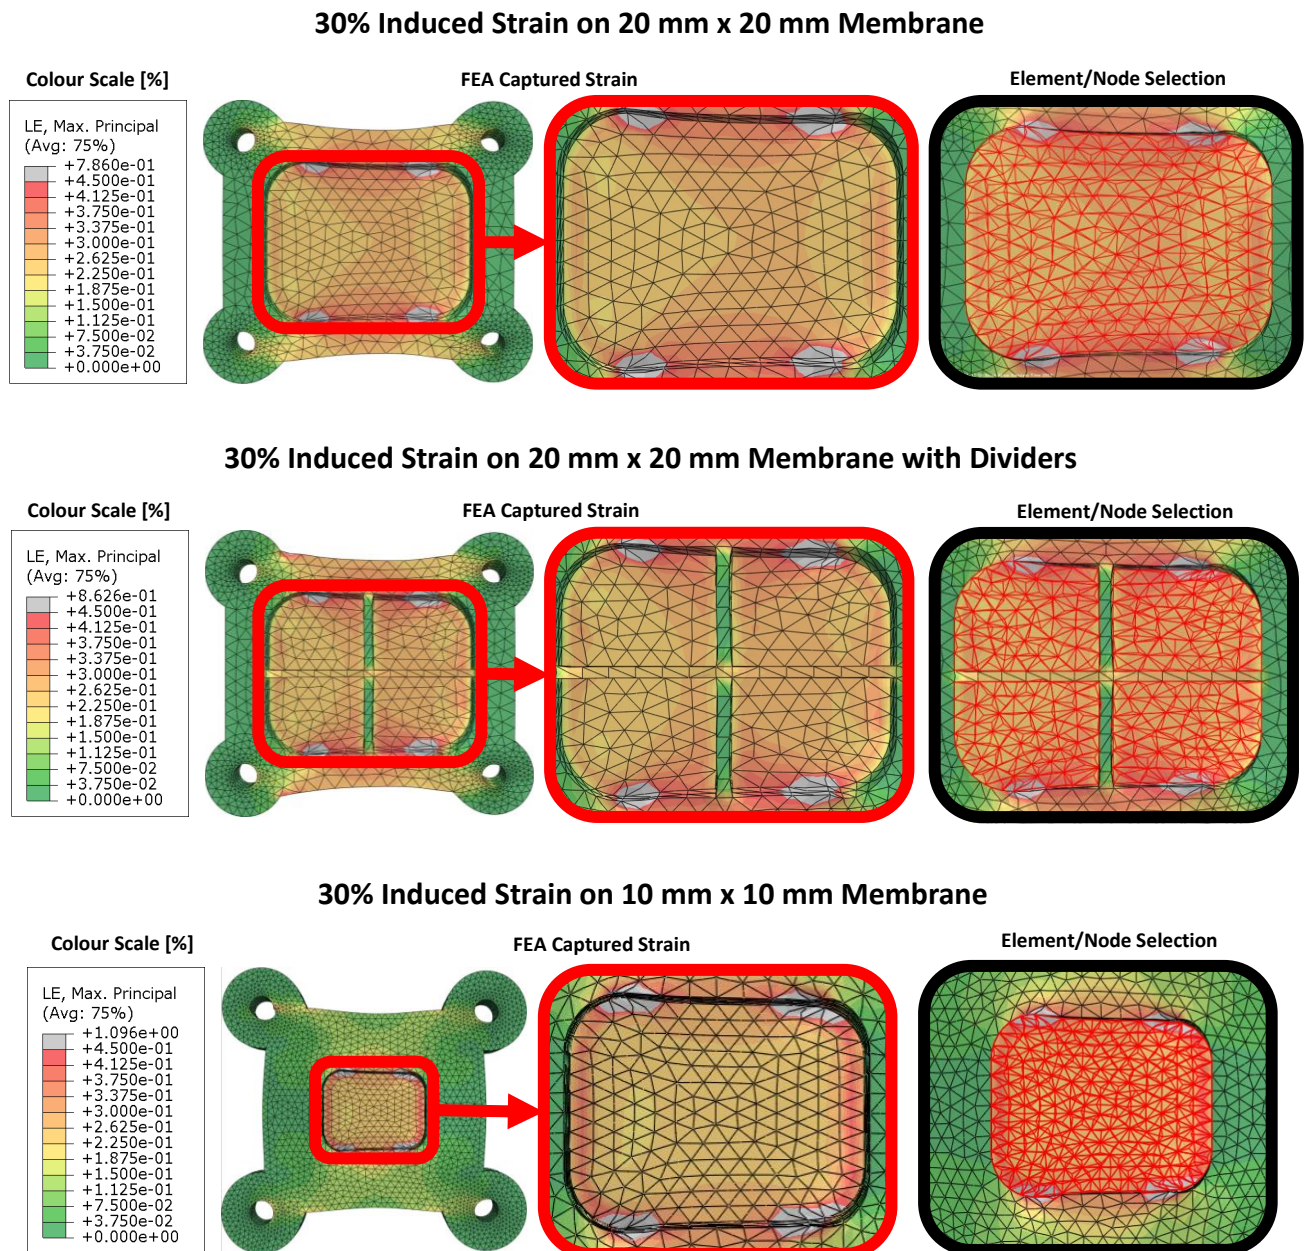 30% Induced Strain on 20 mm x 20 mm Membrane
Colour Scale [%]
FEA Captured Strain
Element/Node Selection
LE, Max. Principal
(Avg: 75%)
+7.860e-01
+4.500e-01
+4.125e-01
+3.750e-01
+3.375e-01
+3.000e-01
+2.625e-01
+2.250e-01
+1.875e-01
+1.500e-01
+1.125e-01
+7.500e-02
+3.750e-02
+0.000e+00
30% Induced Strain on 20 mm x 20 mm Membrane with Dividers
Colour Scale [%]
FEA Captured Strain
Element/Node Selection
LE, Max. Principal
(Avg: 75%)
+8.626e-01
+4.500e-01
+4.125e-01
+3.750e-01
+3.375e-01
+3.000e-01
+2.625e-01
+2.250e-01
+1.875e-01
+1.500e-01
+1.125e-01
+7.500e-02
+3.750e-02
+0.000e+00
30% Induced Strain on 10 mm x 10 mm Membrane
Colour Scale [%]
FEA Captured Strain
Element/Node Selection
LE, Max. Principal
(Avg: 75%)
+1.096e+00
+4.500e-01
+4.125e-01
+3.750e-01
+3.375e-01
+3.000e-01
+2.625e-01
+2.250e-01
+1.875e-01
+1.500e-01
+1.125e-01
+7.500e-02
+3.750e-02
+0.000e+00